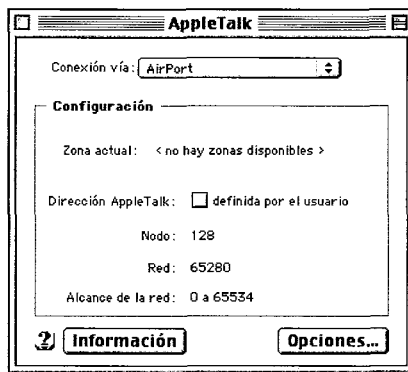 AppleTalk
Conexión vía: AirPort
Configuración
Zona actual: < no hay zonas disponibles >
Dirección AppleTalk: definida por el usuario
Nodo: 128
Red: 65280
Alcance de la red: 0 a 65534
? Información Opciones...